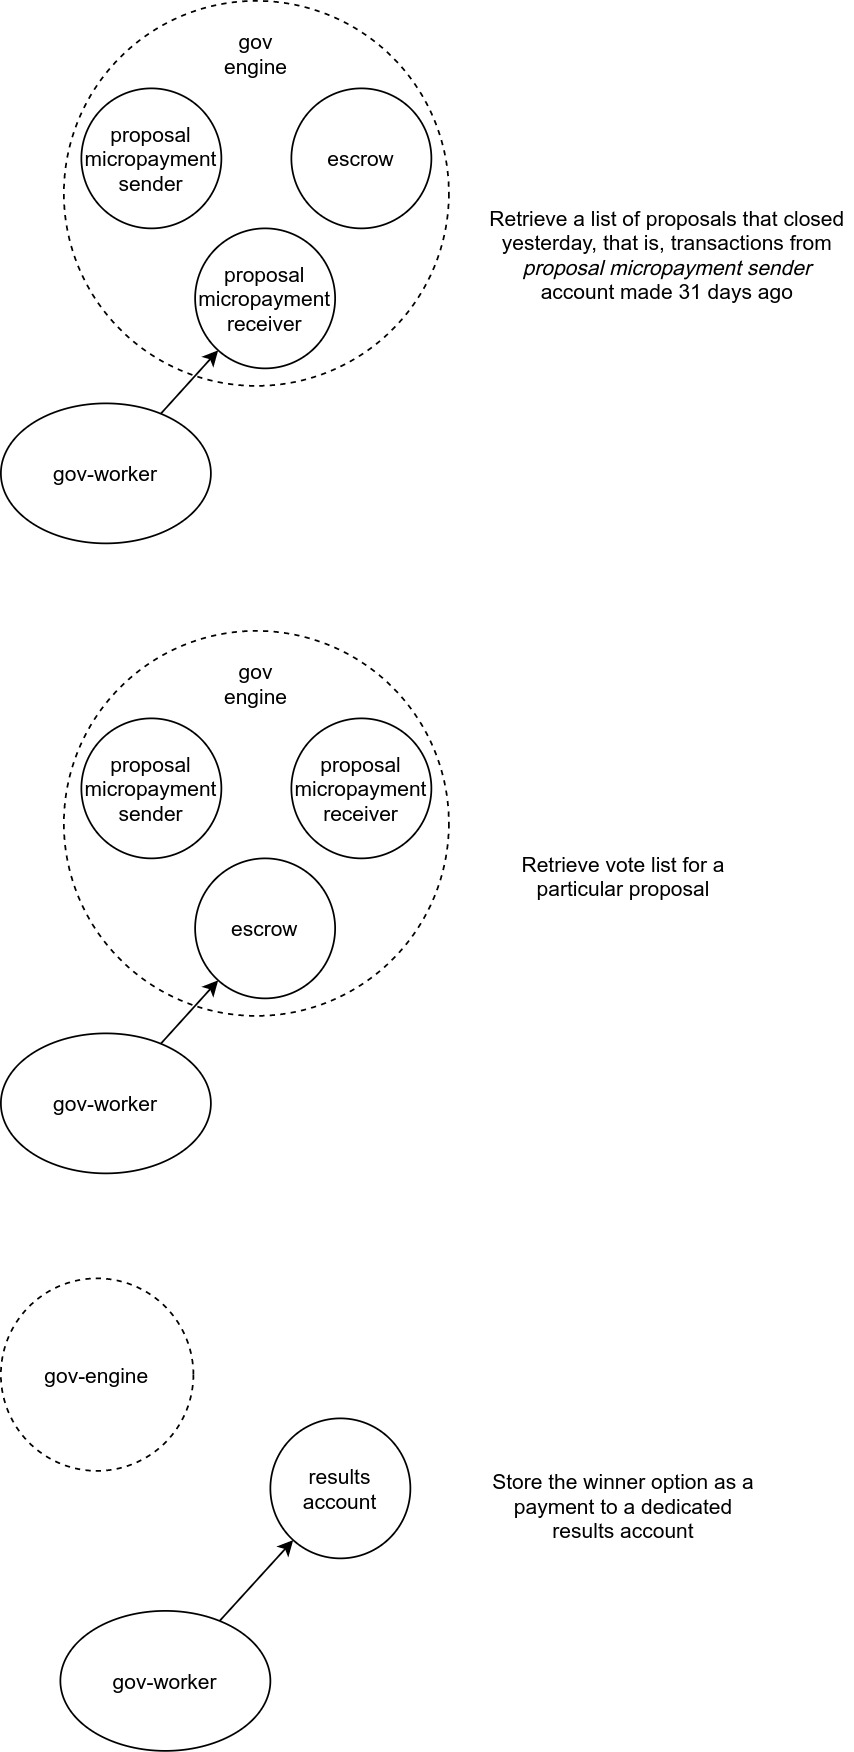 gov
engine
proposal
micropayment
sender
escrow
proposal
micropayment
receiver
gov-worker
Retrieve a list of proposals that closed
yesterday, that is, transactions from
proposal micropayment sender
account made 31 days ago
gov
engine
proposal
micropayment
sender
proposal
micropayment
receiver
escrow
gov-worker
Retrieve vote list for a
particular proposal
gov-engine
results
account
gov-worker
Store the winner option as a
payment to a dedicated
results account